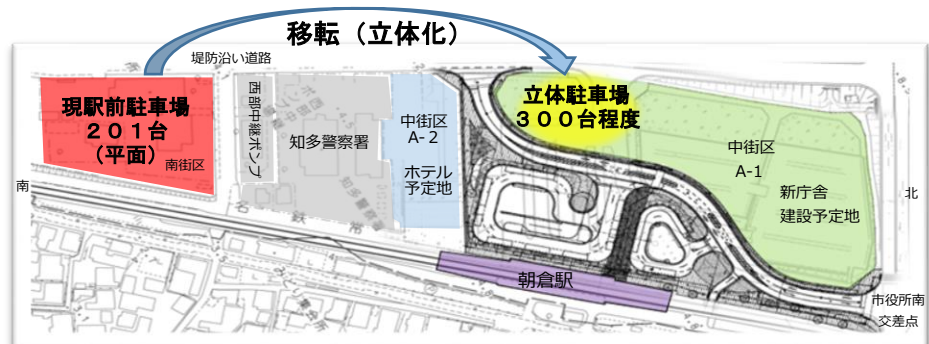 移転（立体化）
堤防沿い道路
現駅前駐車場
２０１台
（平面）
南街区
西部中継ポンプ
知多警察署
中街区
A-２
ホテル
予定地
立体駐車場
３００台程度
中街区
A-1
新庁舎
建設予定地
南
北
朝倉駅
市役所南
交差点